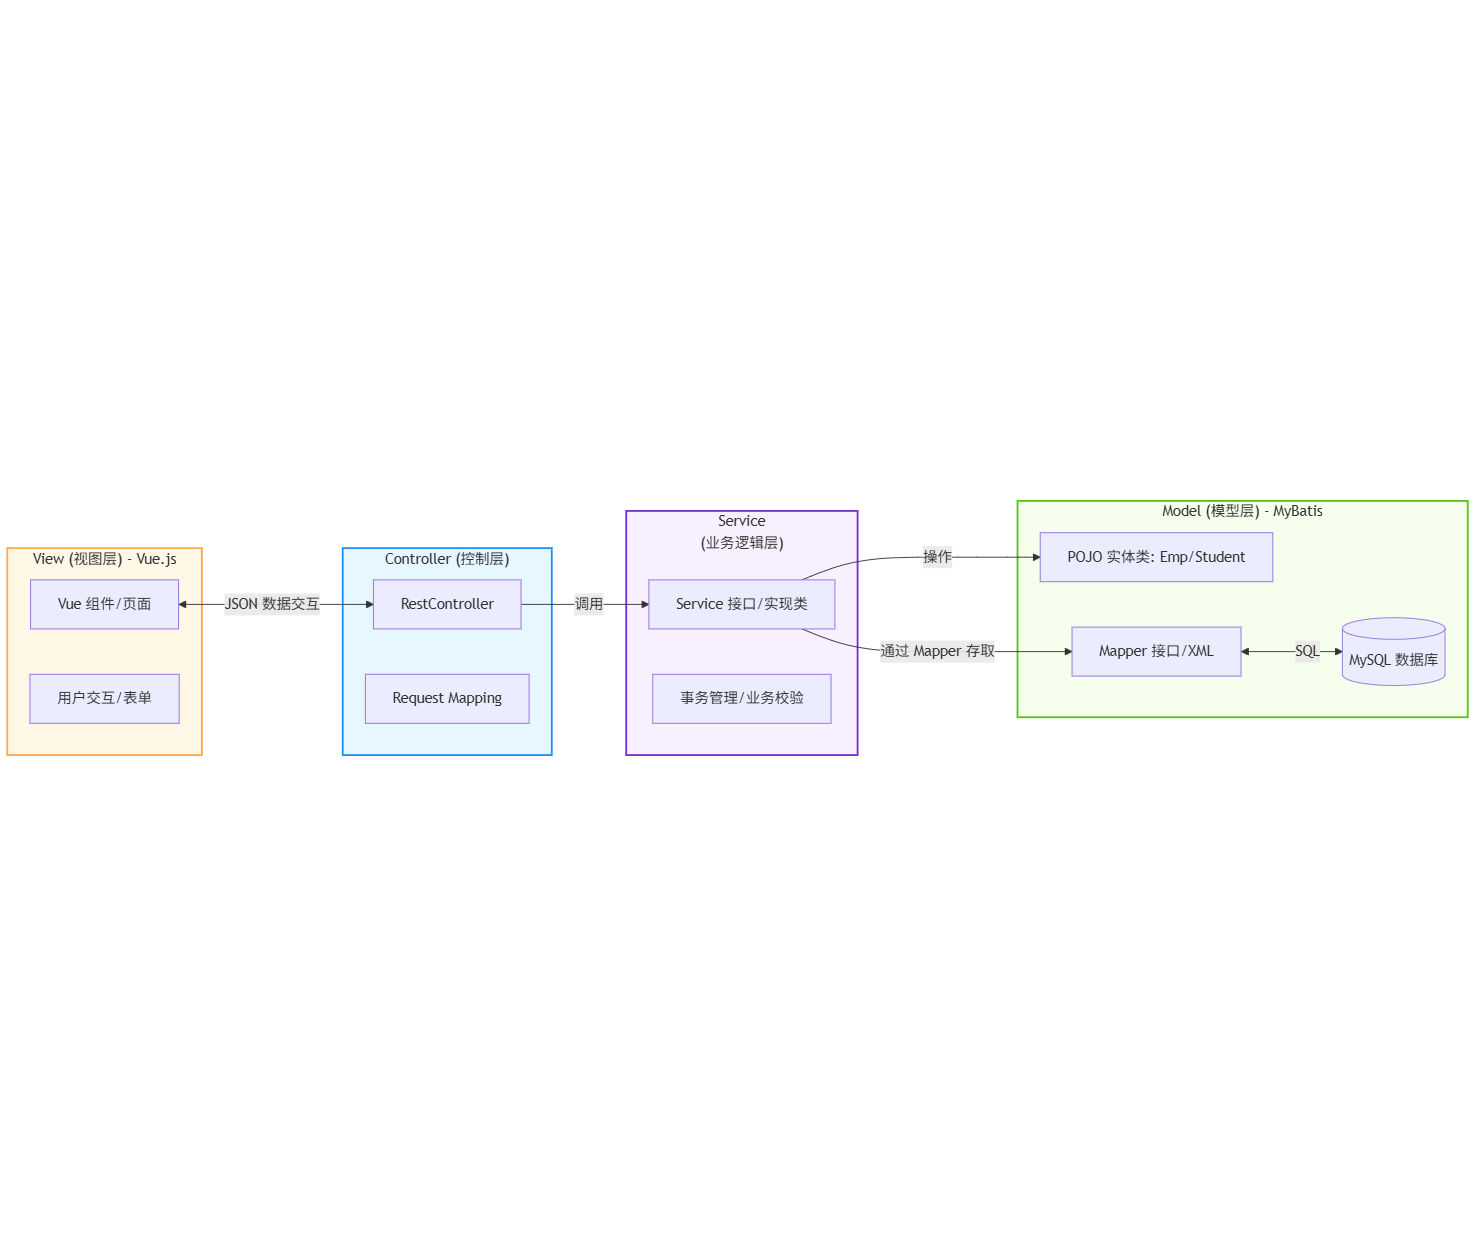 View (视图层) - Vue.js
Vue 组件/页面
用户交互/表单
JSON 数据交互
Controller (控制层)
RestController
Request Mapping
调用
Service
(业务逻辑层)
Service 接口/实现类
事务管理/业务校验
操作
通过 Mapper 存取
Model (模型层) - MyBatis
POJO 实体类: Emp/Student
Mapper 接口/XML
SQL
MySQL 数据库